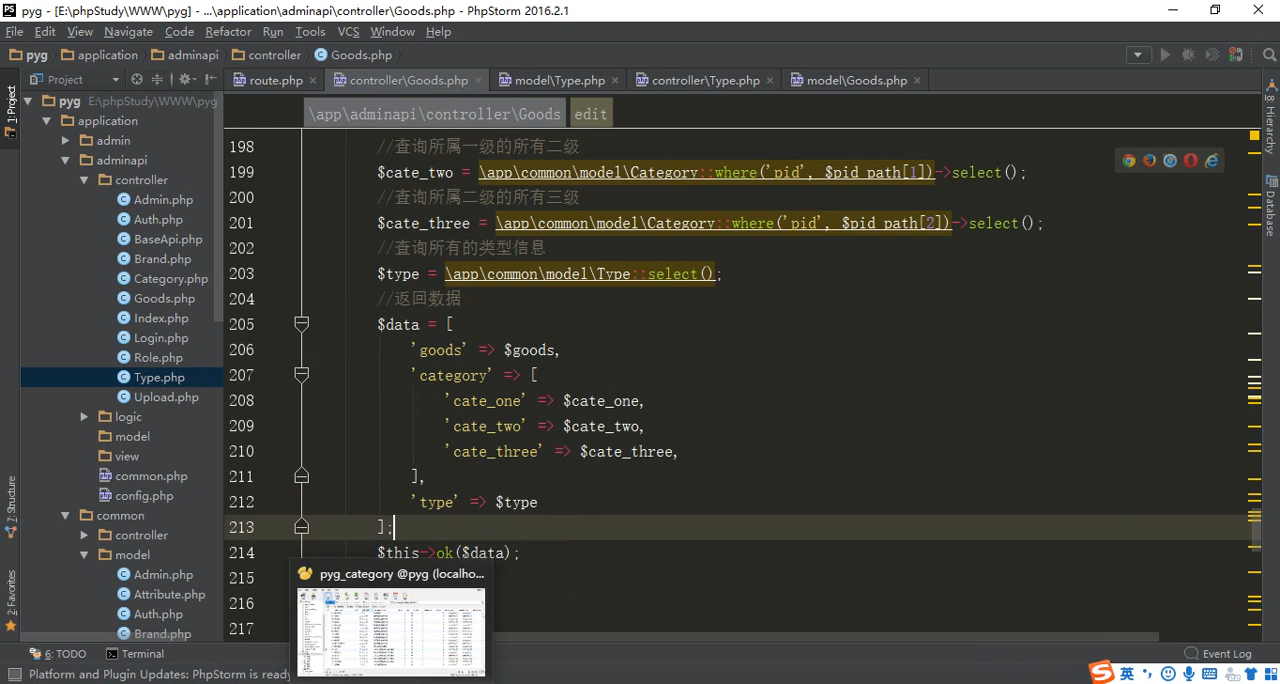 pyg - [E:\phpStudy\WWW\pyg] - ...\application\adminapi\controller\Goods.php - PhpStorm 2016.2.1
File Edit View Navigate Code Refactor Run Tools VCS Window Help
pyg application adminapi controller Goods.php
Project
route.php controller\Goods.php model\Type.php controller\Type.php model\Goods.php
1: Project
7: Structure
2: Favorites
8: Hierarchy
Database
pyg E:\phpStudy\WWW\pyg
application
admin
adminapi
controller
Admin.php
Auth.php
BaseApi.php
Brand.php
Category.php
Goods.php
Index.php
Login.php
Role.php
Type.php
Upload.php
logic
model
view
common.php
config.php
common
controller
model
Admin.php
Attribute.php
Auth.php
Brand.php
\app\adminapi\controller\Goods edit
198 //查询所属一级的所有二级
199 $cate_two = \app\common\model\Category::where('pid', $pid_path[1])->select();
200 //查询所属二级的所有三级
201 $cate_three = \app\common\model\Category::where('pid', $pid_path[2])->select();
202 //查询所有的类型信息
203 $type = \app\common\model\Type::select();
204 //返回数据
205 $data = [
206 'goods' => $goods,
207 'category' => [
208 'cate_one' => $cate_one,
209 'cate_two' => $cate_two,
210 'cate_three' => $cate_three,
211 ],
212 'type' => $type
213 ];
214 $this->ok($data);
215
216
217
pyg_category @pyg (localho...
6: TODO Terminal Event Log
Platform and Plugin Updates: PhpStorm is ready
英